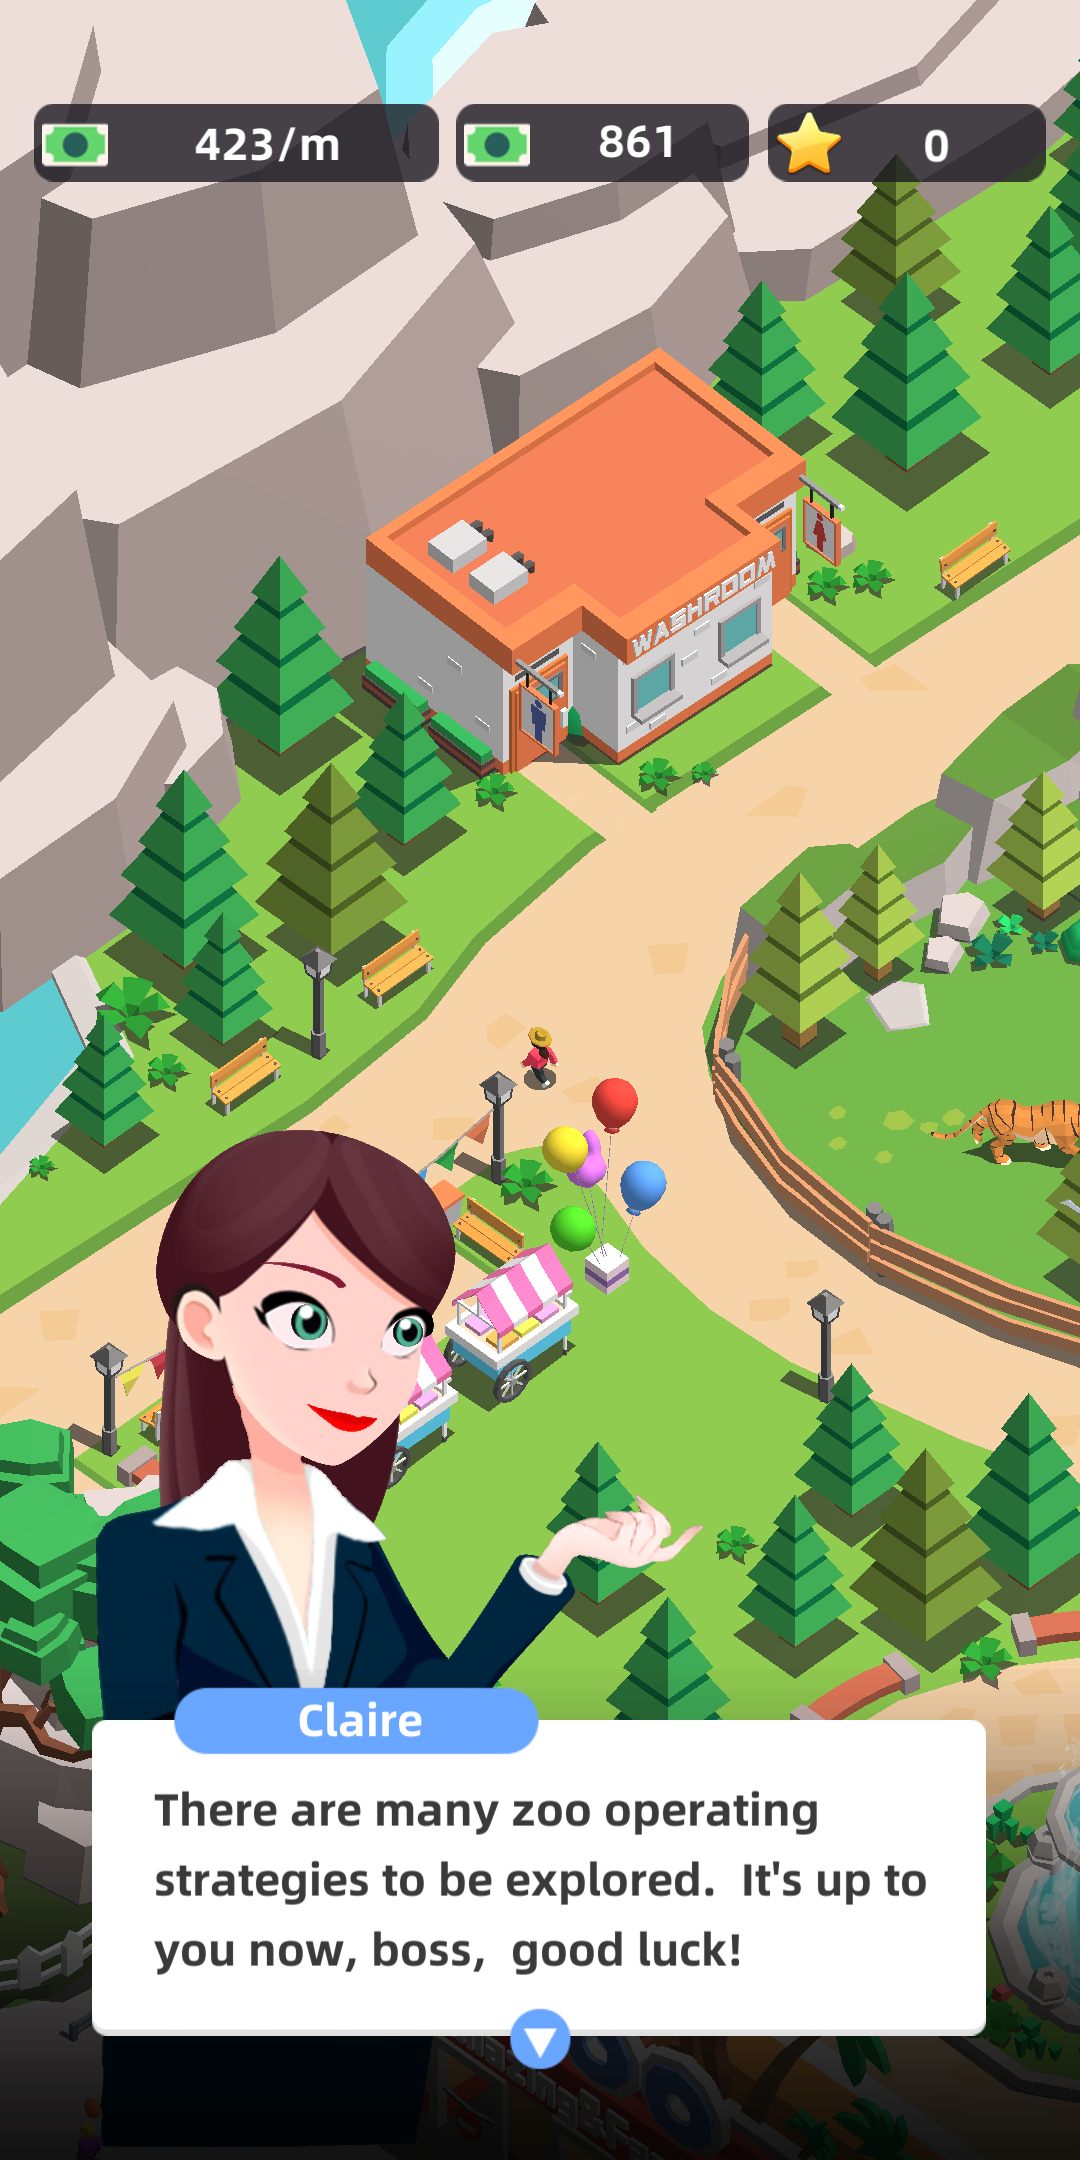 423/m
861
0
WASHROOM
Claire
There are many zoo operating
strategies to be explored. It's up to
you now, boss, good luck!